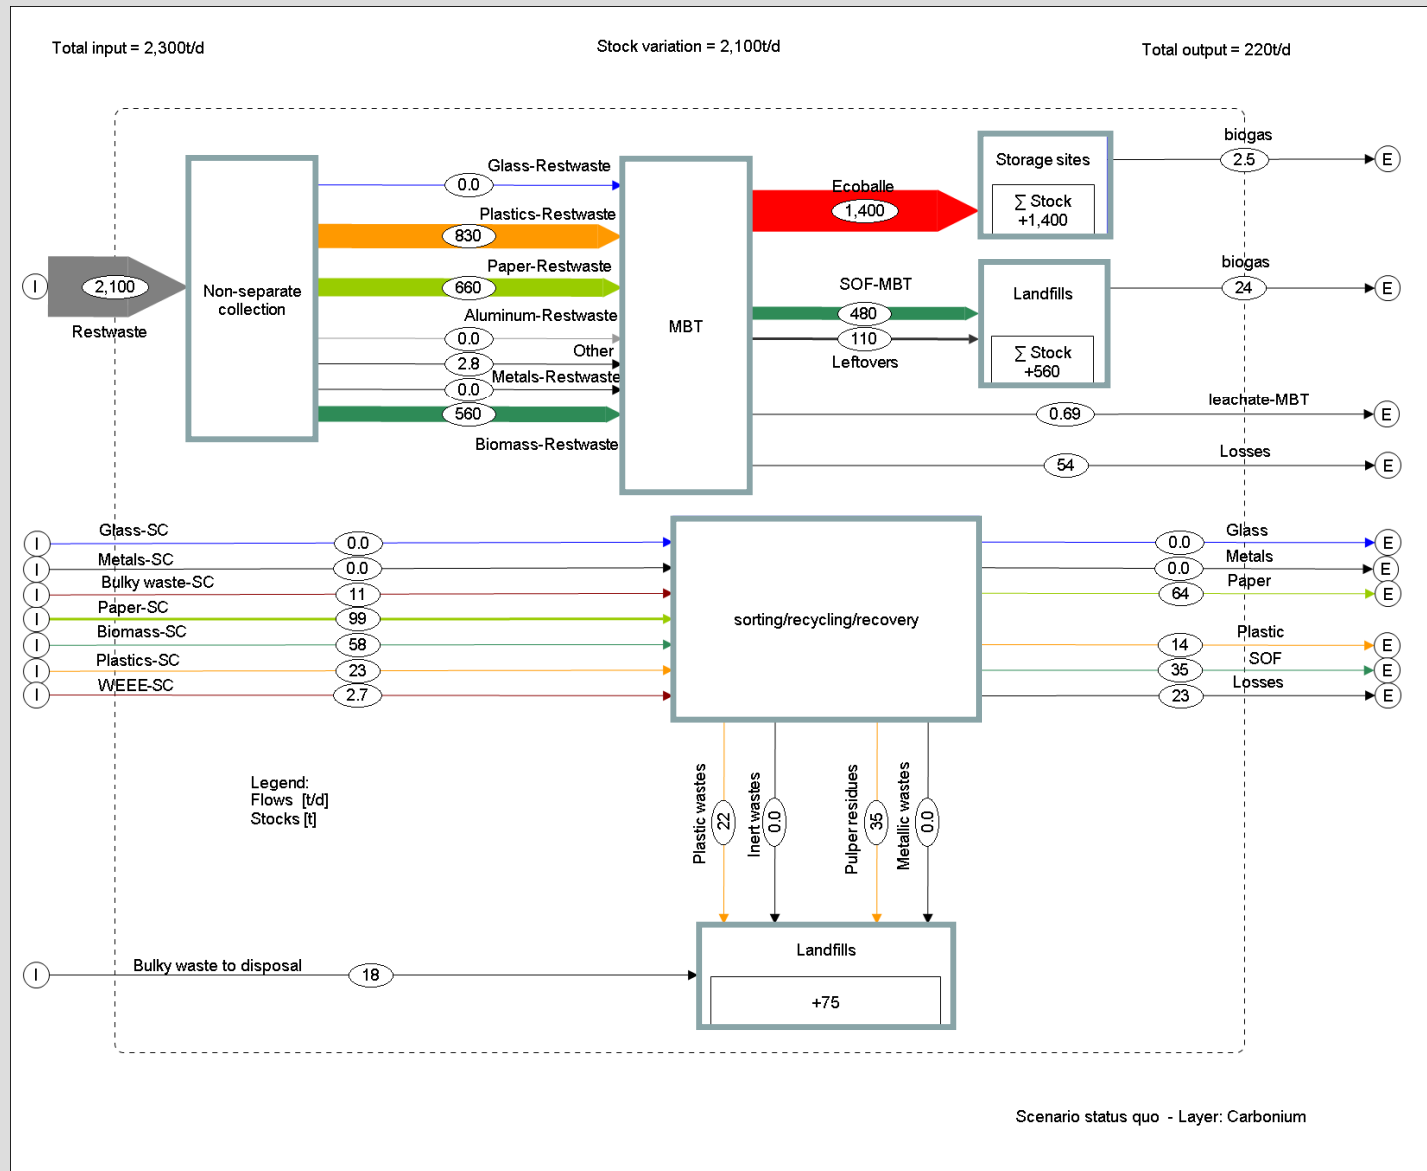 Total input = 2,300t/d
Stock variation = 2,100t/d
Total output = 220t/d
I
2,100
Restwaste
Non-separate
collection
Glass-Restwaste
0.0
Plastics-Restwaste
830
Paper-Restwaste
660
Aluminum-Restwaste
0.0
Other
2.8
Metals-Restwaste
0.0
560
Biomass-Restwaste
MBT
Ecoballe
1,400
Storage sites
∑ Stock
+1,400
biogas
2.5
E
SOF-MBT
480
110
Leftovers
Landfills
∑ Stock
+560
biogas
24
E
leachate-MBT
0.69
E
Losses
54
E
I
Glass-SC
0.0
I
Metals-SC
0.0
I
Bulky waste-SC
11
I
Paper-SC
99
I
Biomass-SC
58
I
Plastics-SC
23
I
WEEE-SC
2.7
sorting/recycling/recovery
Glass
0.0
E
Metals
0.0
E
Paper
64
E
Plastic
14
E
SOF
35
E
Losses
23
E
Legend:
Flows [t/d]
Stocks [t]
Plastic wastes
22
Inert wastes
0.0
Pulper residues
35
Metallic wastes
0.0
I
Bulky waste to disposal
18
Landfills
+75
Scenario status quo - Layer: Carbonium